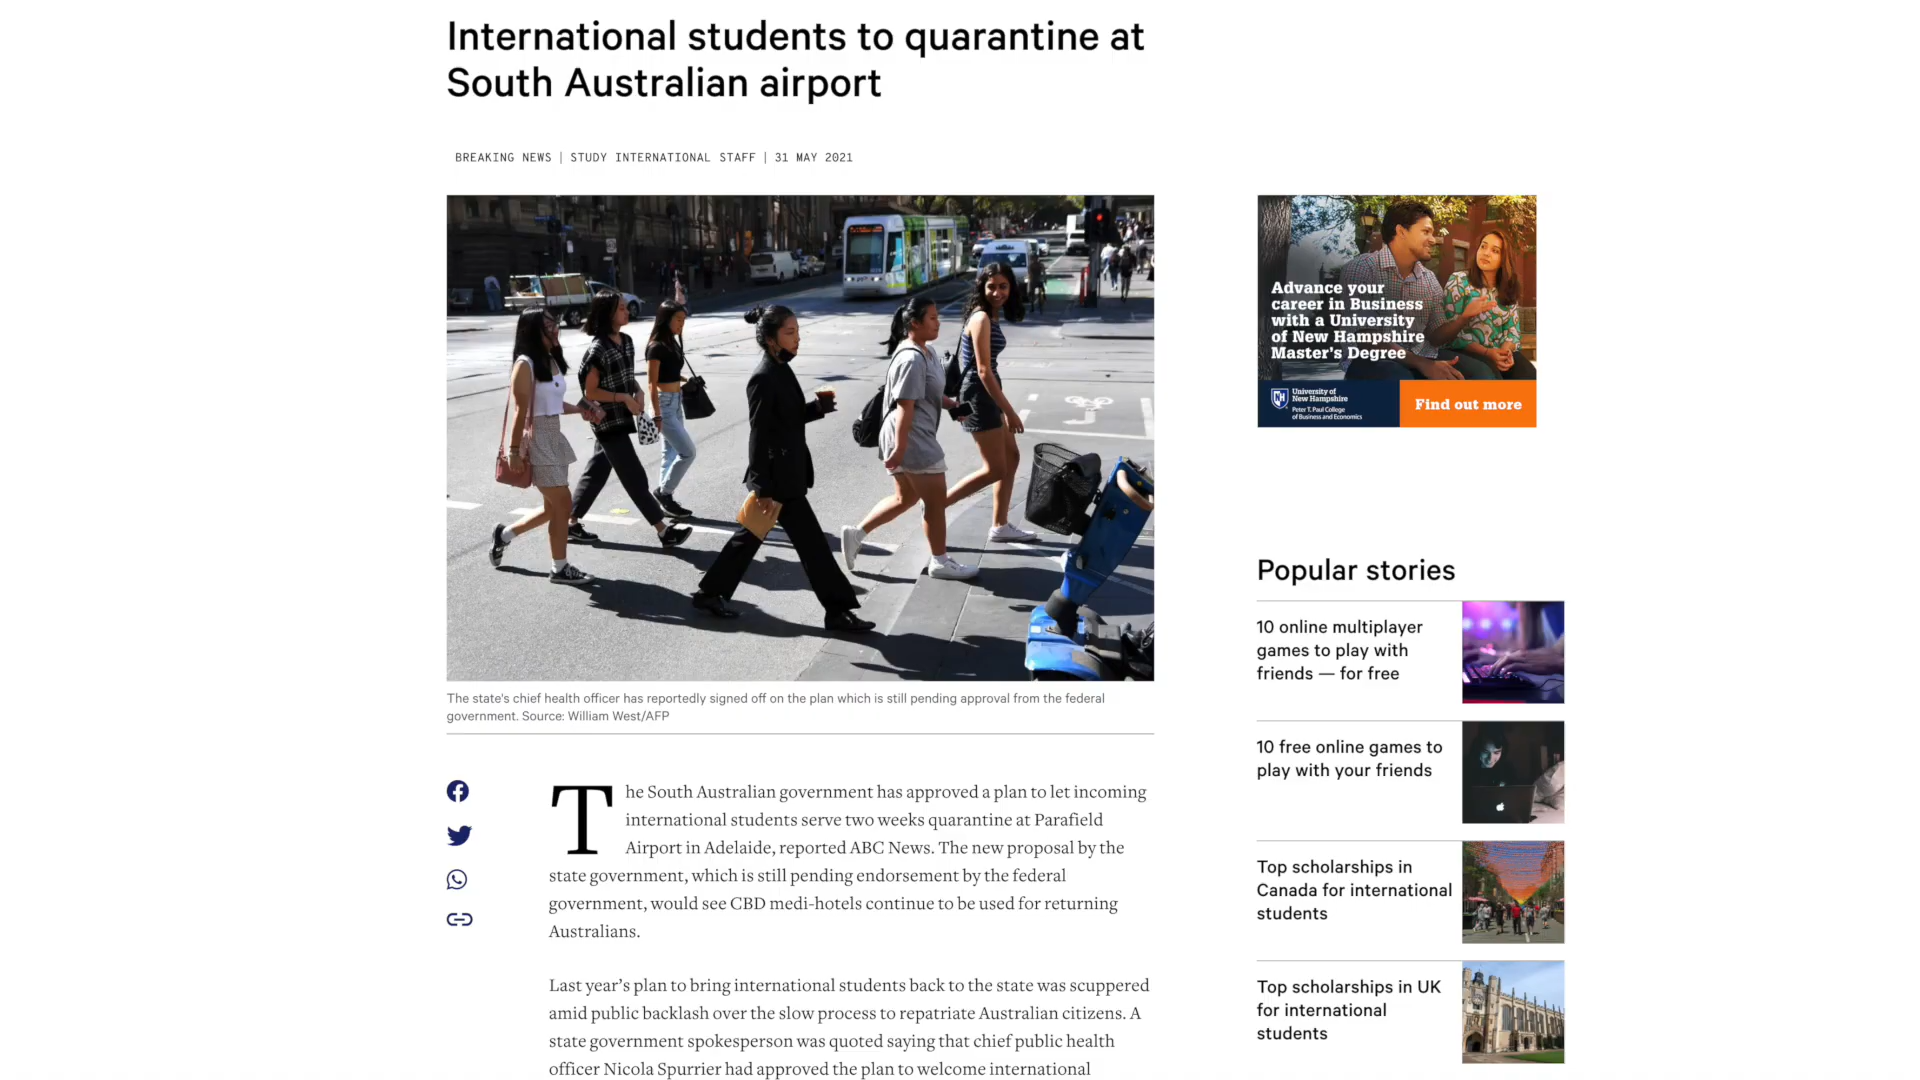 International students to quarantine at
South Australian airport
BREAKING NEWS | STUDY INTERNATIONAL STAFF | 31 MAY 2021
Advance your
career in Business
with a University
of New Hampshire
Master's Degree
University of
New Hampshire
Peter T. Paul College
of Business and Economics
Find out more
The state's chief health officer has reportedly signed off on the plan which is still pending approval from the federal
government. Source: William West/AFP
The South Australian government has approved a plan to let incoming
international students serve two weeks quarantine at Parafield
Airport in Adelaide, reported ABC News. The new proposal by the
state government, which is still pending endorsement by the federal
government, would see CBD medi-hotels continue to be used for returning
Australians.
Last year's plan to bring international students back to the state was scuppered
amid public backlash over the slow process to repatriate Australian citizens. A
state government spokesperson was quoted saying that chief public health
officer Nicola Spurrier had approved the plan to welcome international
Popular stories
10 online multiplayer
games to play with
friends — for free
10 free online games to
play with your friends
Top scholarships in
Canada for international
students
Top scholarships in UK
for international
students